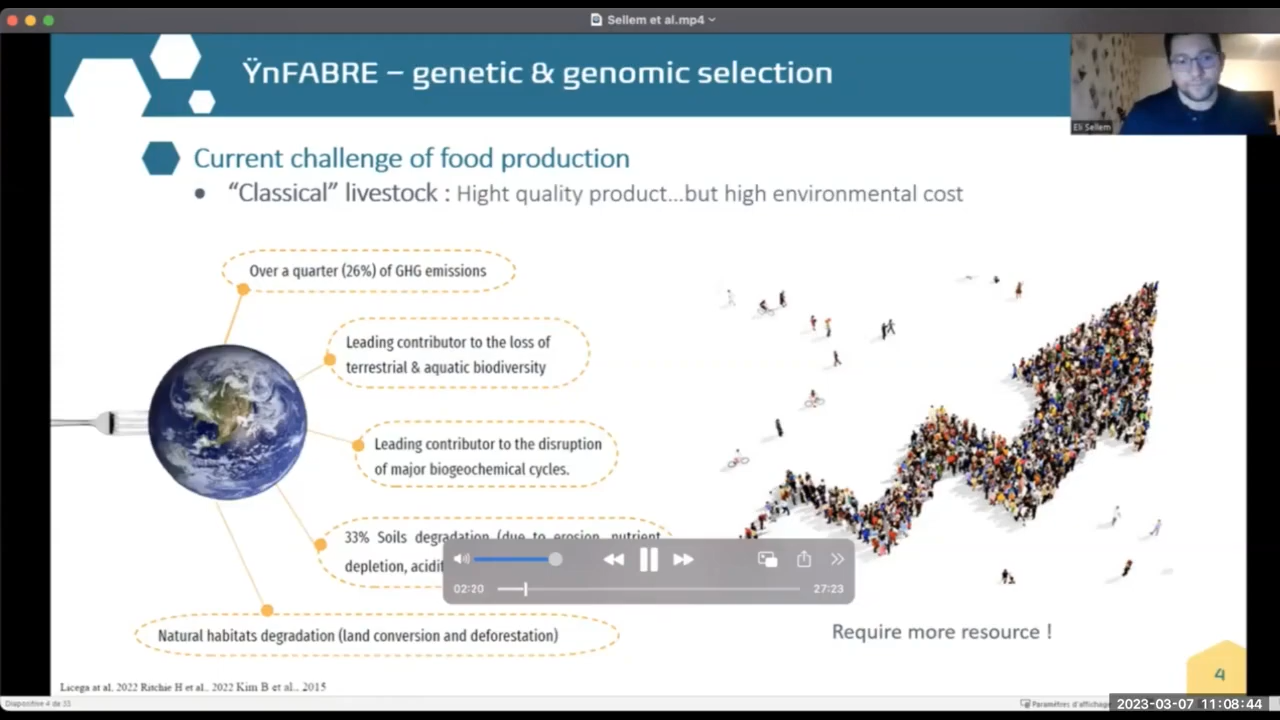 Sellem et al.mp4
ŸnFABRE – genetic & genomic selection
Eli Sellem
Current challenge of food production
• “Classical” livestock : Hight quality product...but high environmental cost
Over a quarter (26%) of GHG emissions
Leading contributor to the loss of
terrestrial & aquatic biodiversity
Leading contributor to the disruption
of major biogeochemical cycles.
33% Soils degradation (due to erosion, nutrient
depletion,
02:20
27:23
Natural habitats degradation (land conversion and deforestation)
Require more resource !
4
Lacega at al. 2022 Ritchie H et al., 2022 Kim B et al., 2015
Diapositive 4 de 33
Paramètres d'affichage
2023-03-07 11:08:44